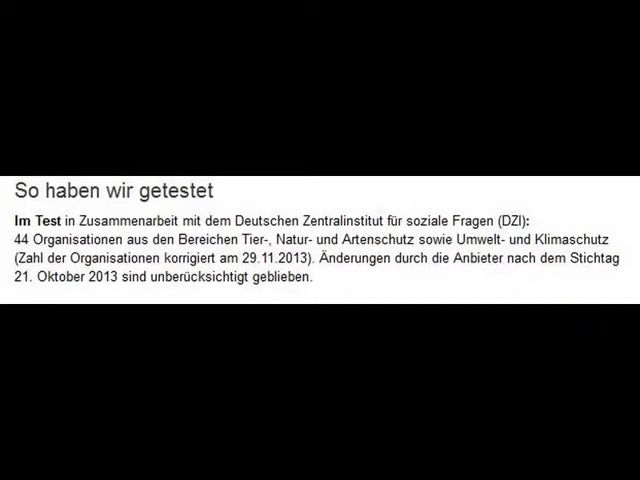 So haben wir getestet
Im Test in Zusammenarbeit mit dem Deutschen Zentralinstitut für soziale Fragen (DZI):
44 Organisationen aus den Bereichen Tier-, Natur- und Artenschutz sowie Umwelt- und Klimaschutz
(Zahl der Organisationen korrigiert am 29.11.2013). Änderungen durch die Anbieter nach dem Stichtag
21. Oktober 2013 sind unberücksichtigt geblieben.